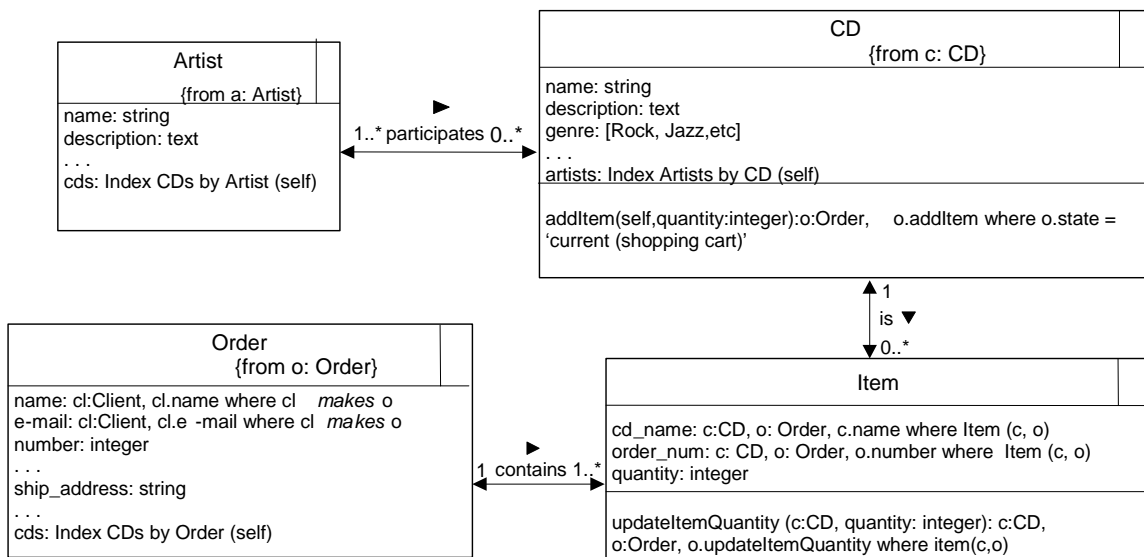 Artist
{from a: Artist}
name: string
description: text
. . .
cds: Index CDs by Artist (self)
1..* participates 0..*
CD
{from c: CD}
name: string
description: text
genre: [Rock, Jazz,etc]
. . .
artists: Index Artists by CD (self)
addItem(self,quantity:integer):o:Order, o.addItem where o.state =
‘current (shopping cart)’
1
is
0..*
Order
{from o: Order}
name: cl:Client, cl.name where cl makes o
e-mail: cl:Client, cl.e -mail where cl makes o
number: integer
. . .
ship_address: string
. . .
cds: Index CDs by Order (self)
1 contains 1..*
Item
cd_name: c:CD, o: Order, c.name where Item (c, o)
order_num: c: CD, o: Order, o.number where Item (c, o)
quantity: integer
updateItemQuantity (c:CD, quantity: integer): c:CD,
o:Order, o.updateItemQuantity where item(c,o)